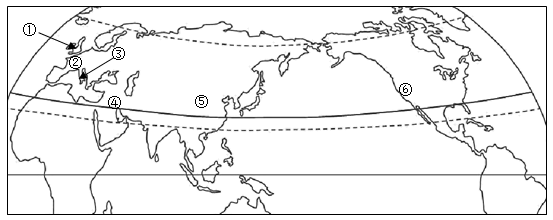 ①
② ③
④ ⑤ ⑥